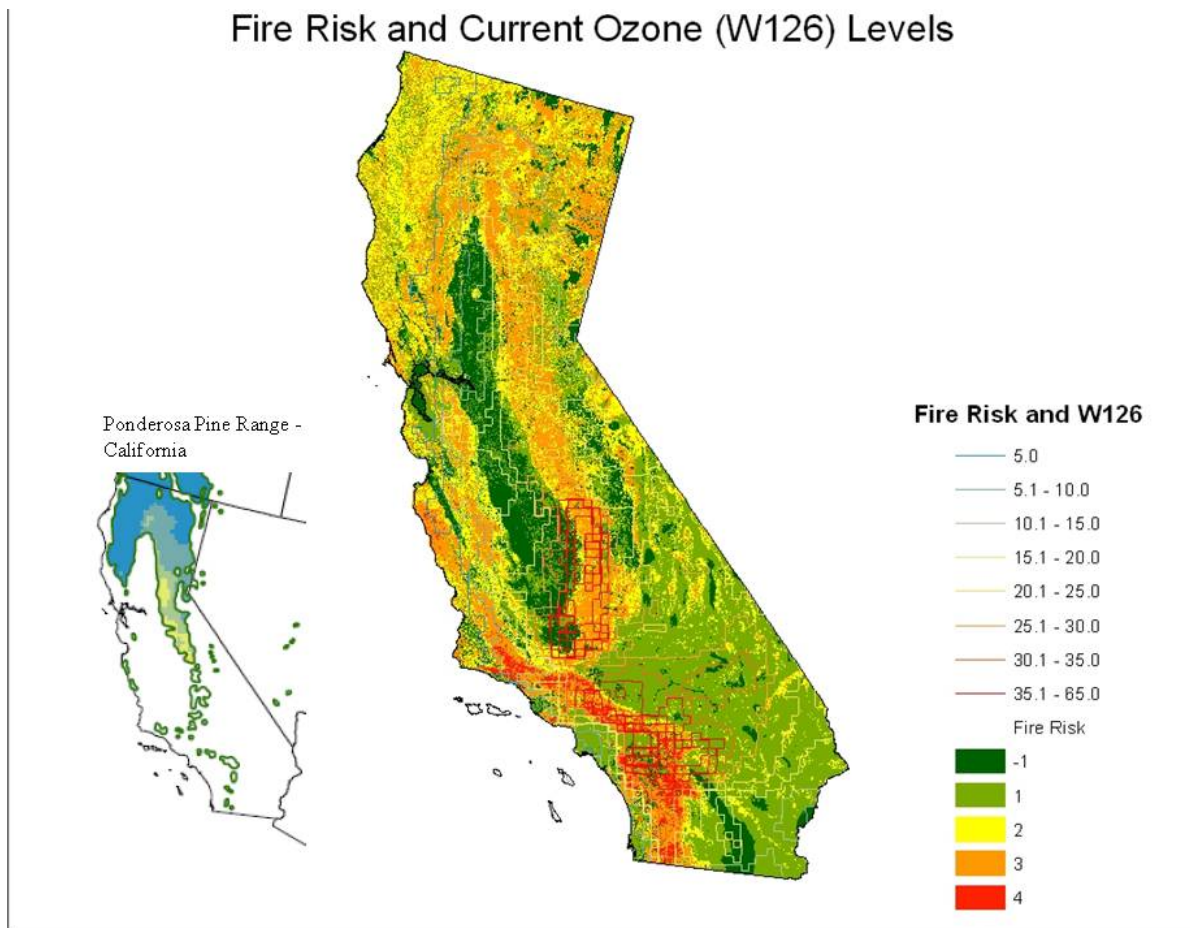 Fire Risk and Current Ozone (W126) Levels
Ponderosa Pine Range -
California
Fire Risk and W126
5.0
5.1 - 10.0
10.1 - 15.0
15.1 - 20.0
20.1 - 25.0
25.1 - 30.0
30.1 - 35.0
35.1 - 65.0
Fire Risk
-1
1
2
3
4